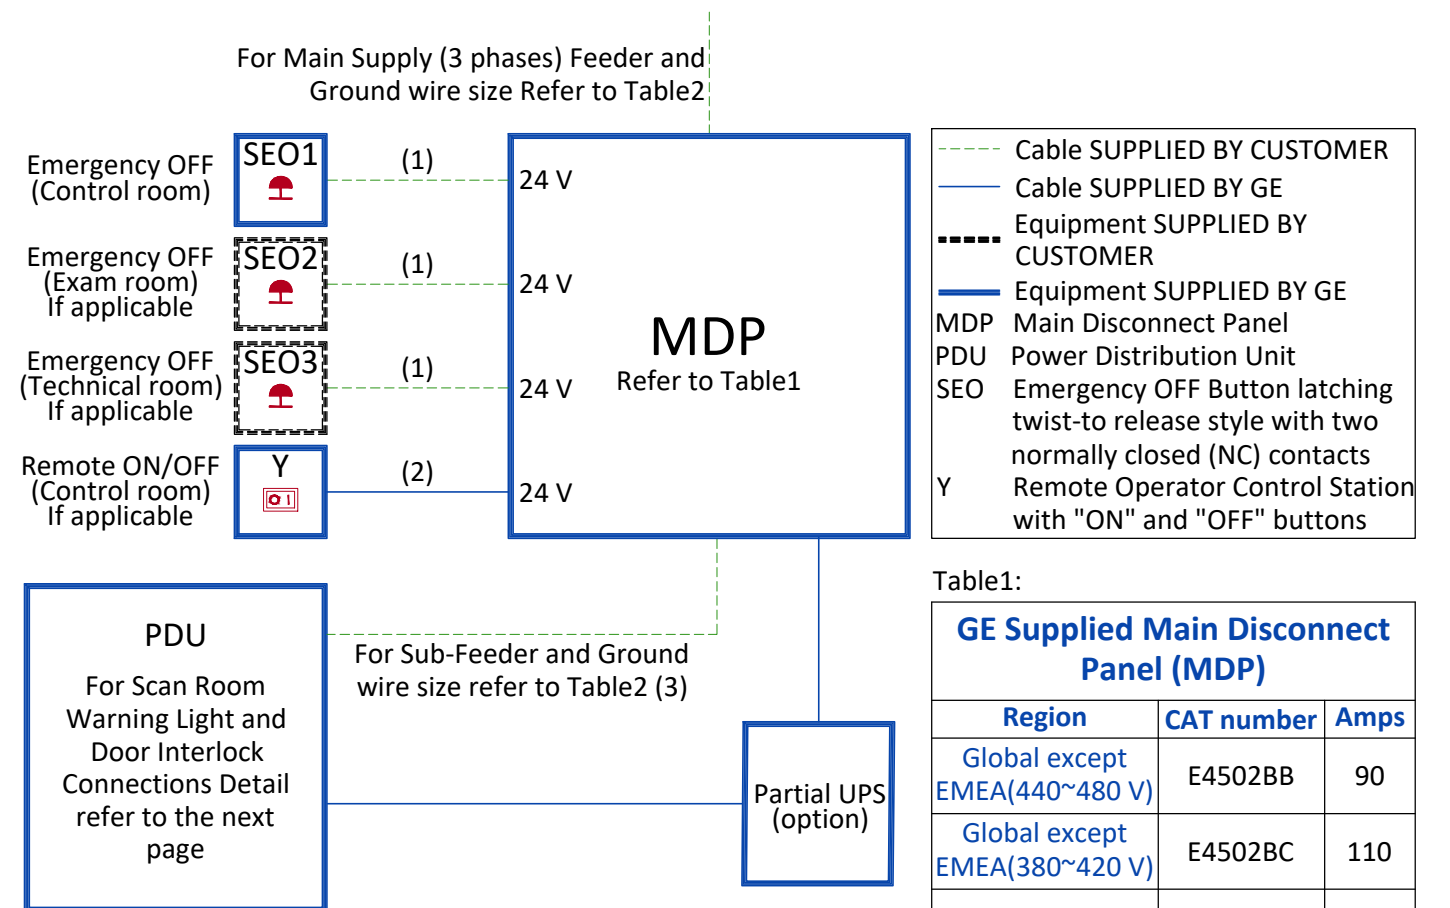 For Main Supply (3 phases) Feeder and
Ground wire size Refer to Table2
Emergency OFF
(Control room)
SEO1
(1)
24 V
Emergency OFF
(Exam room)
If applicable
SEO2
(1)
24 V
Emergency OFF
(Technical room)
If applicable
SEO3
(1)
24 V
Remote ON/OFF
(Control room)
If applicable
Y
(2)
24 V
MDP
Refer to Table1
Cable SUPPLIED BY CUSTOMER
Cable SUPPLIED BY GE
Equipment SUPPLIED BY
CUSTOMER
Equipment SUPPLIED BY GE
MDP Main Disconnect Panel
PDU Power Distribution Unit
SEO Emergency OFF Button latching
twist-to release style with two
normally closed (NC) contacts
Y Remote Operator Control Station
with "ON" and "OFF" buttons
PDU
For Scan Room
Warning Light and
Door Interlock
Connections Detail
refer to the next
page
For Sub-Feeder and Ground
wire size refer to Table2 (3)
Partial UPS
(option)
Table1:
GE Supplied Main Disconnect
Panel (MDP)
Region CAT number Amps
Global except
EMEA(440~480 V) E4502BB 90
Global except
EMEA(380~420 V) E4502BC 110